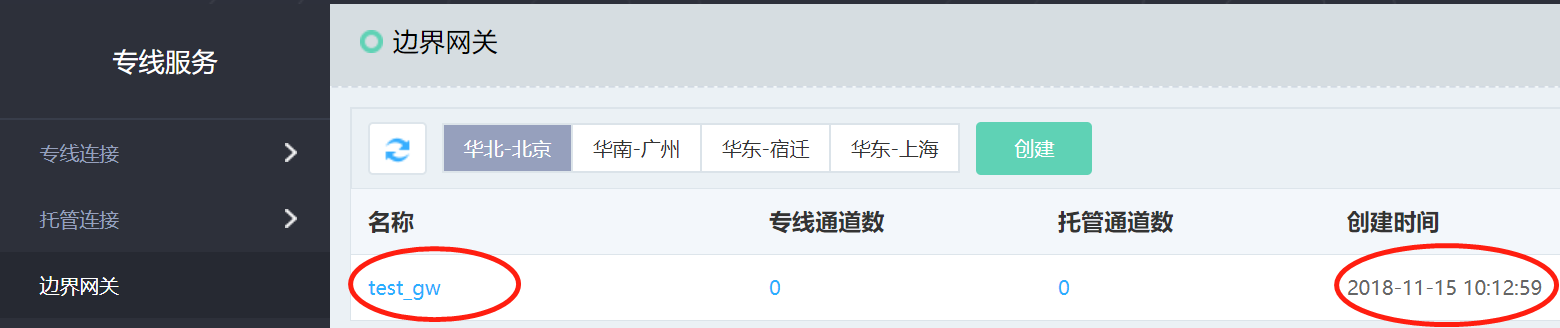 专线服务
专线连接
托管连接
边界网关
边界网关
华北-北京 华南-广州 华东-宿迁 华东-上海 创建
名称 专线通道数 托管通道数 创建时间
test_gw 0 0 2018-11-15 10:12:59